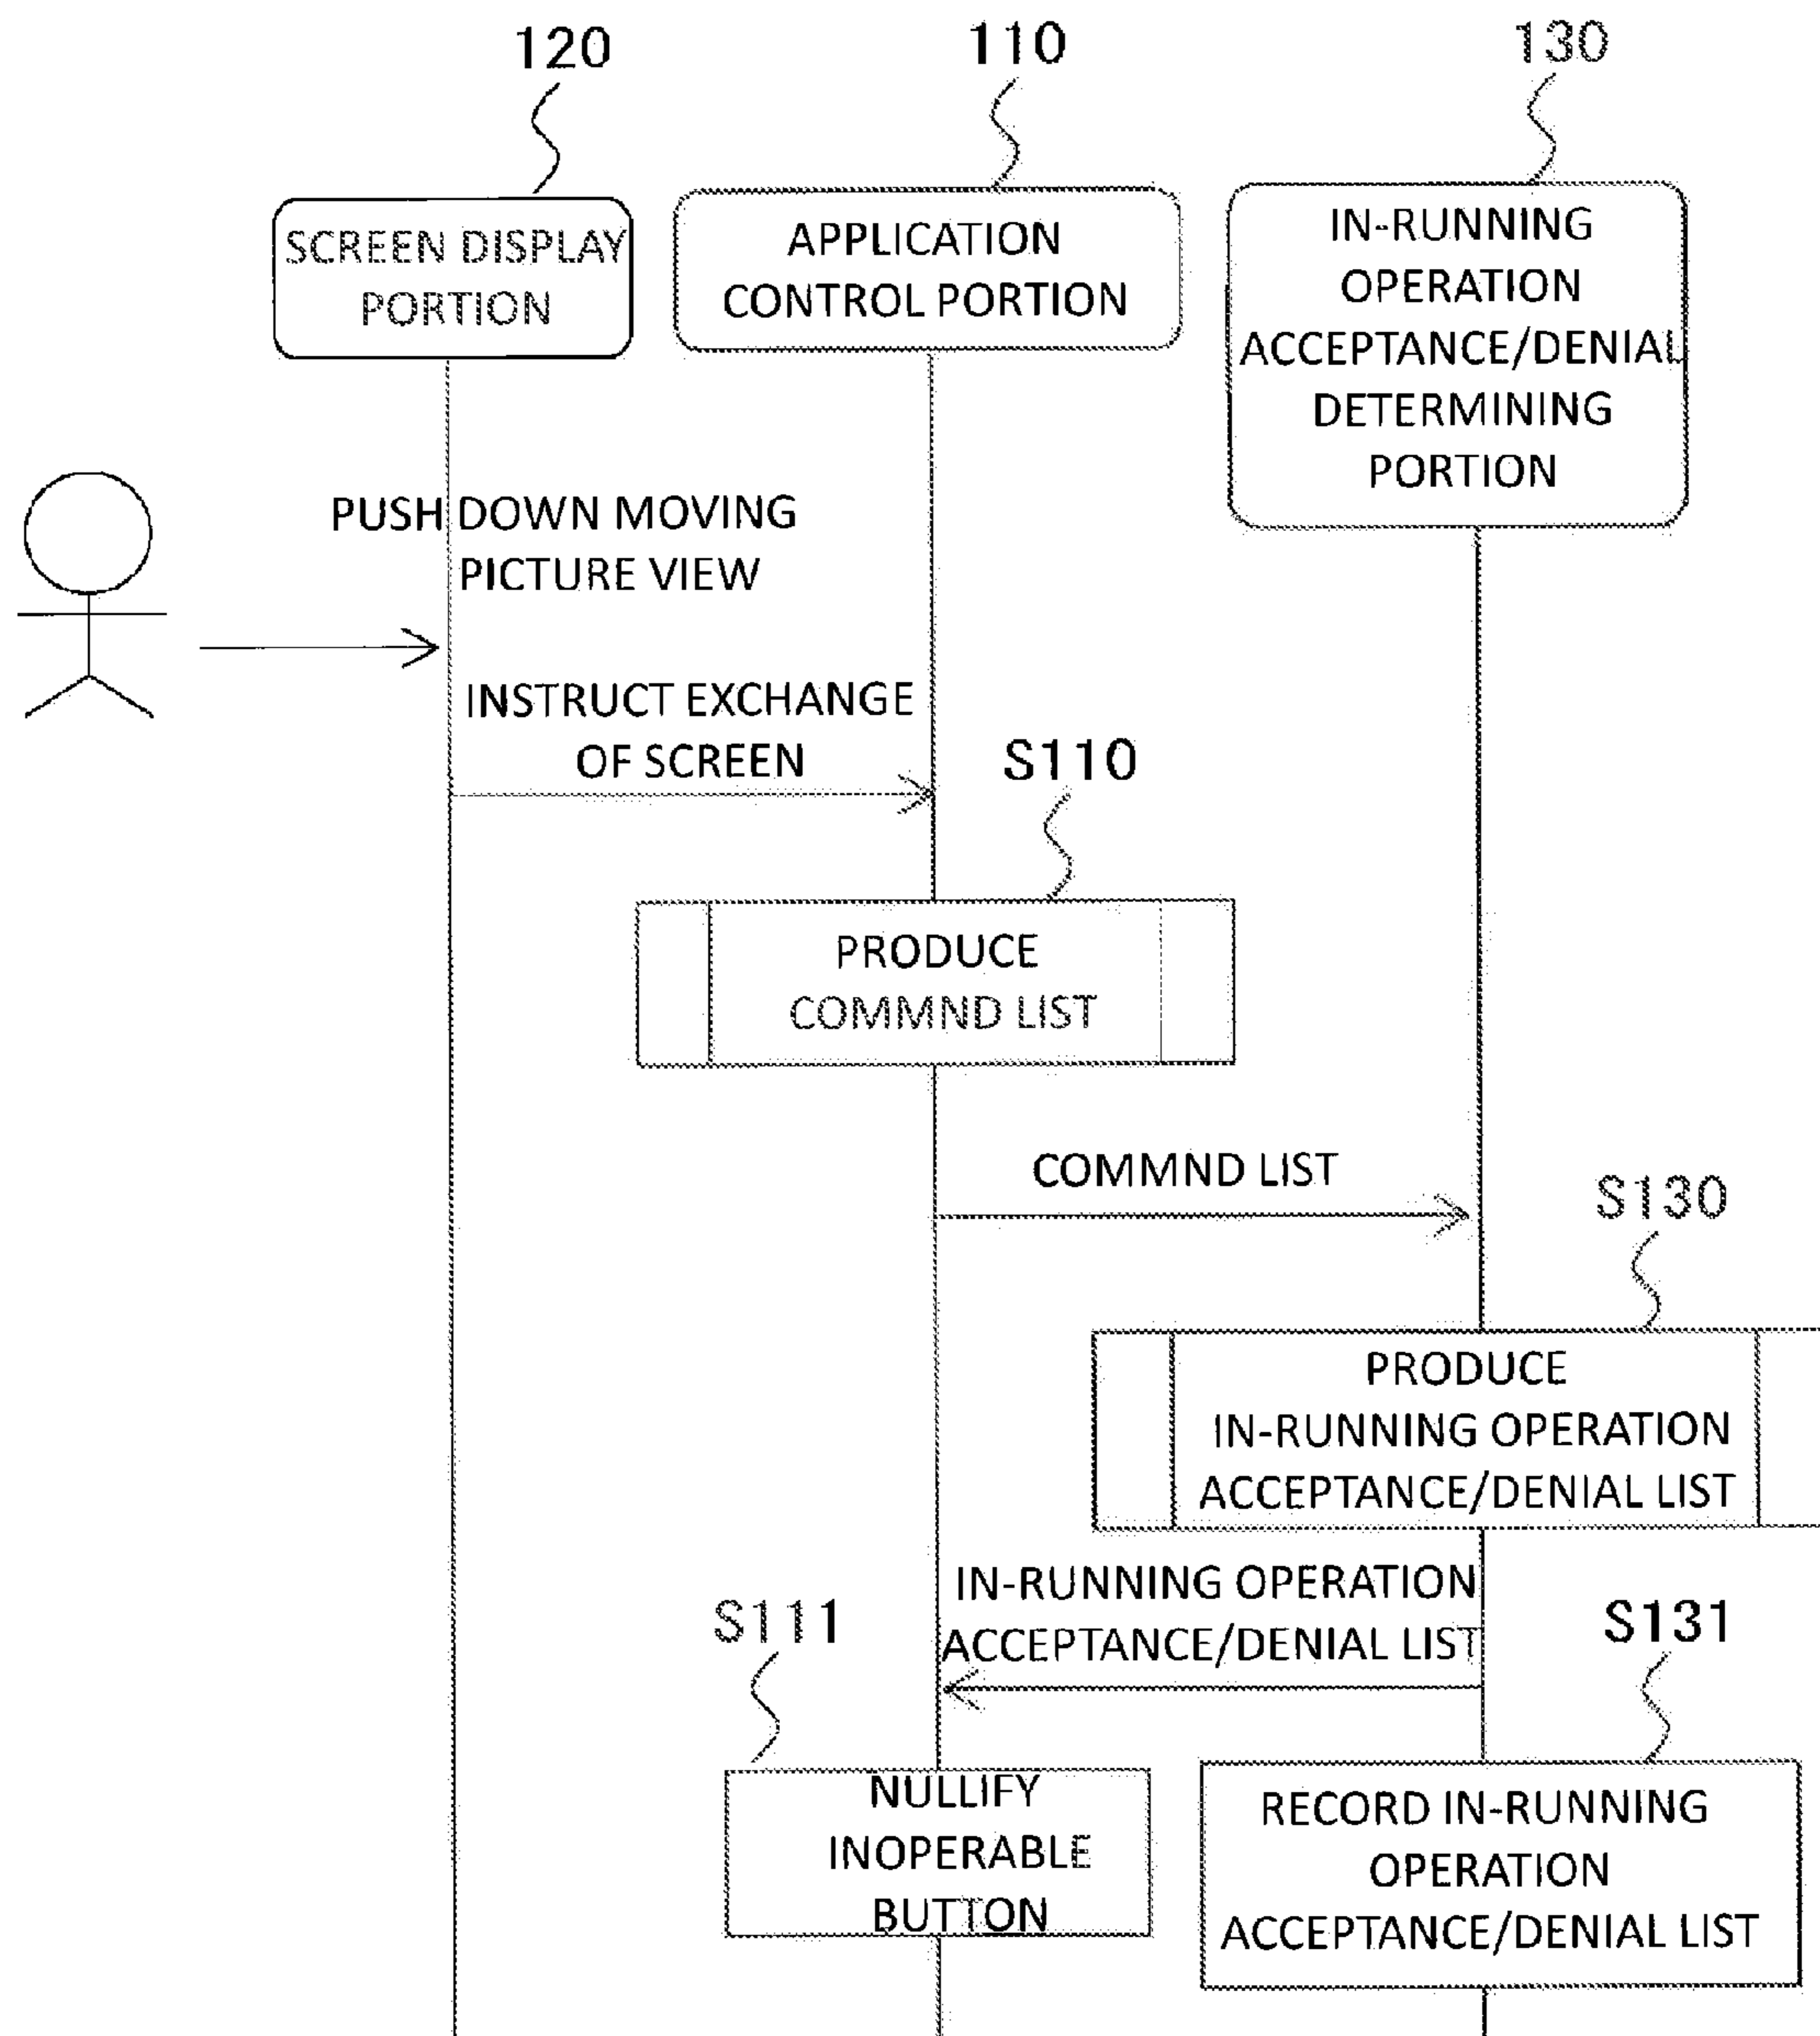 120
110
130
SCREEN DISPLAY
PORTION
APPLICATION
CONTROL PORTION
IN-RUNNING
OPERATION
ACCEPTANCE/DENIAL
DETERMINING
PORTION
PUSH DOWN MOVING
PICTURE VIEW
INSTRUCT EXCHANGE
OF SCREEN
S110
PRODUCE
COMMND LIST
COMMND LIST
S130
PRODUCE
IN-RUNNING OPERATION
ACCEPTANCE/DENIAL LIST
IN-RUNNING OPERATION
ACCEPTANCE/DENIAL LIST
S111
S131
NULLIFY
INOPERABLE
BUTTON
RECORD IN-RUNNING
OPERATION
ACCEPTANCE/DENIAL LIST